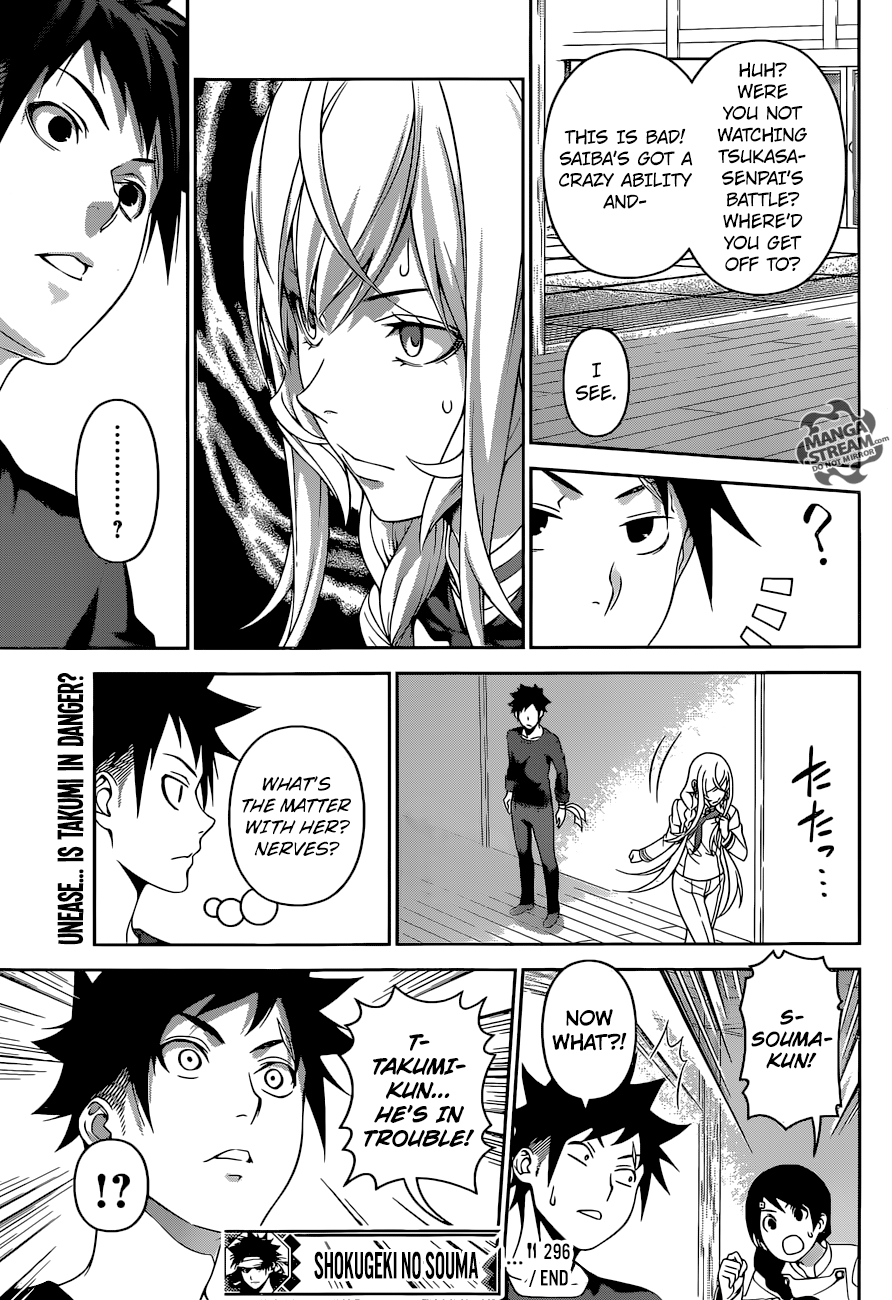 HUH?
WERE
YOU NOT
WATCHING
TSUKASA-
SENPAI'S
BATTLE?
WHERE'D
YOU GET
OFF TO?
THIS IS BAD!
SAIBA'S GOT A
CRAZY ABILITY
AND-
I
SEE.
MANGA
STREAM.com
DO NOT MIRROR
?
.........?
たたっ…
WHAT'S
THE MATTER
WITH HER?
NERVES?
UNEASE... IS TAKUMI IN DANGER?
S-
SOUMA-
KUN!
NOW
WHAT?!
T-
TAKUMI-
KUN...
HE'S IN
TROUBLE!
!?
SHOKUGEKI NO SOUMA
... 296
/ END